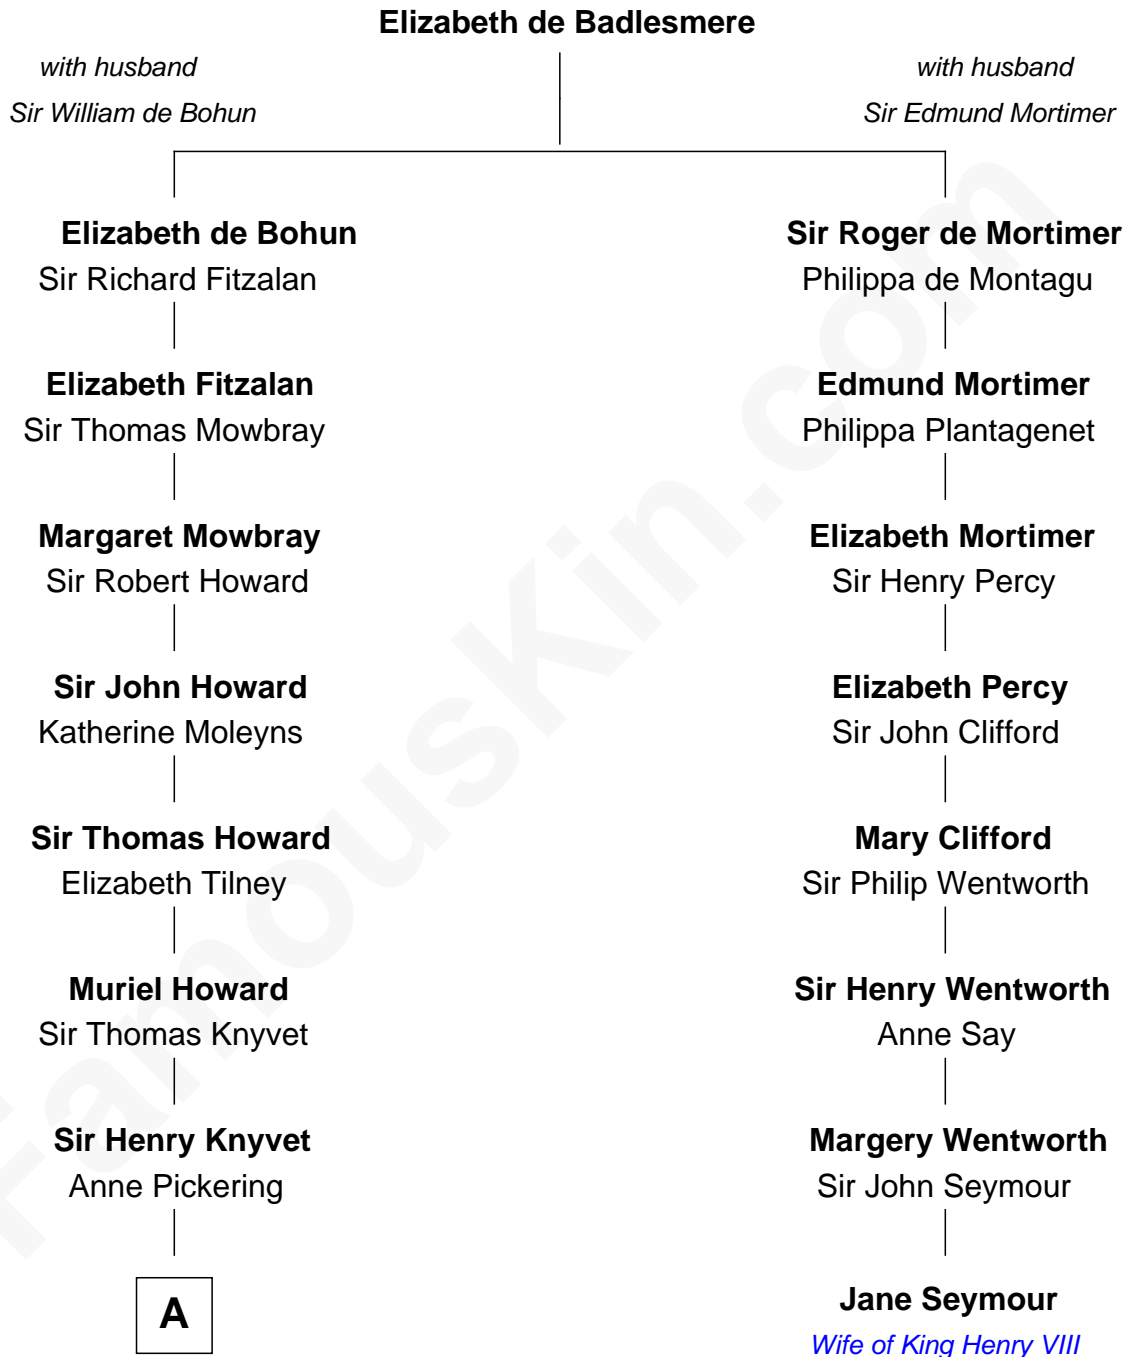 Elizabeth de Badlesmere
with husband
Sir William de Bohun
with husband
Sir Edmund Mortimer
Elizabeth de Bohun
Sir Richard Fitzalan
Elizabeth Fitzalan
Sir Thomas Mowbray
Margaret Mowbray
Sir Robert Howard
Sir John Howard
Katherine Moleyns
Sir Thomas Howard
Elizabeth Tilney
Muriel Howard
Sir Thomas Knyvet
Sir Henry Knyvet
Anne Pickering
A
Sir Roger de Mortimer
Philippa de Montagu
Edmund Mortimer
Philippa Plantagenet
Elizabeth Mortimer
Sir Henry Percy
Elizabeth Percy
Sir John Clifford
Mary Clifford
Sir Philip Wentworth
Sir Henry Wentworth
Anne Say
Margery Wentworth
Sir John Seymour
Jane Seymour
Wife of King Henry VIII
FamousKin.com